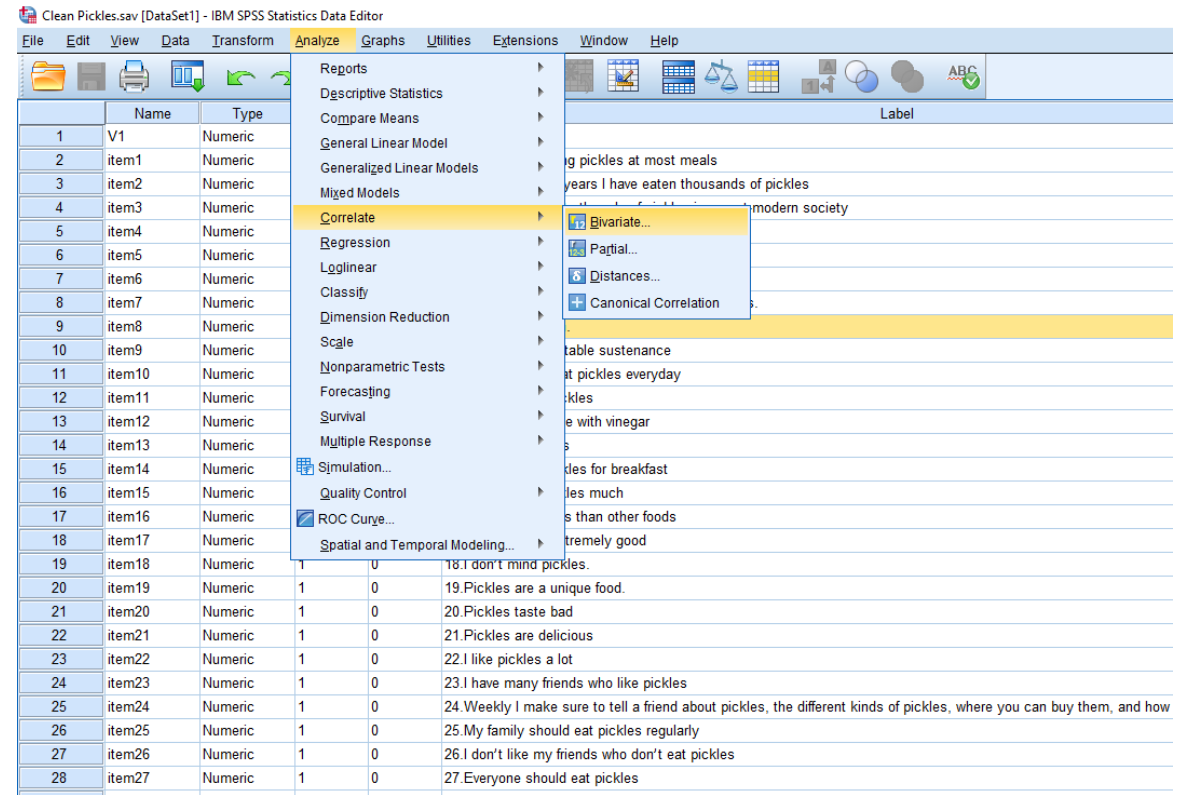 Clean Pickles.sav [DataSet1] - IBM SPSS Statistics Data Editor
File Edit View Data Transform Analyze Graphs Utilities Extensions Window Help
ABC
Name Type Label
Reports
Descriptive Statistics
Compare Means
General Linear Model
Generalized Linear Models
Mixed Models
Correlate
Regression
Loglinear
Classify
Dimension Reduction
Scale
Nonparametric Tests
Forecasting
Survival
Multiple Response
Simulation...
Quality Control
ROC Curve...
Spatial and Temporal Modeling...
Bivariate...
Partial...
Distances...
Canonical Correlation
1 V1 Numeric
2 item1 Numeric pickles at most meals
3 item2 Numeric years I have eaten thousands of pickles
4 item3 Numeric modern society
5 item4 Numeric
6 item5 Numeric
7 item6 Numeric
8 item7 Numeric
9 item8 Numeric
10 item9 Numeric table sustenance
11 item10 Numeric at pickles everyday
12 item11 Numeric kles
13 item12 Numeric e with vinegar
14 item13 Numeric s
15 item14 Numeric kles for breakfast
16 item15 Numeric les much
17 item16 Numeric s than other foods
18 item17 Numeric tremely good
19 item18 Numeric 1 0 18.I don't mind pickles.
20 item19 Numeric 1 0 19.Pickles are a unique food.
21 item20 Numeric 1 0 20.Pickles taste bad
22 item21 Numeric 1 0 21.Pickles are delicious
23 item22 Numeric 1 0 22.I like pickles a lot
24 item23 Numeric 1 0 23.I have many friends who like pickles
25 item24 Numeric 1 0 24.Weekly I make sure to tell a friend about pickles, the different kinds of pickles, where you can buy them, and how
26 item25 Numeric 1 0 25.My family should eat pickles regularly
27 item26 Numeric 1 0 26.I don't like my friends who don't eat pickles
28 item27 Numeric 1 0 27.Everyone should eat pickles